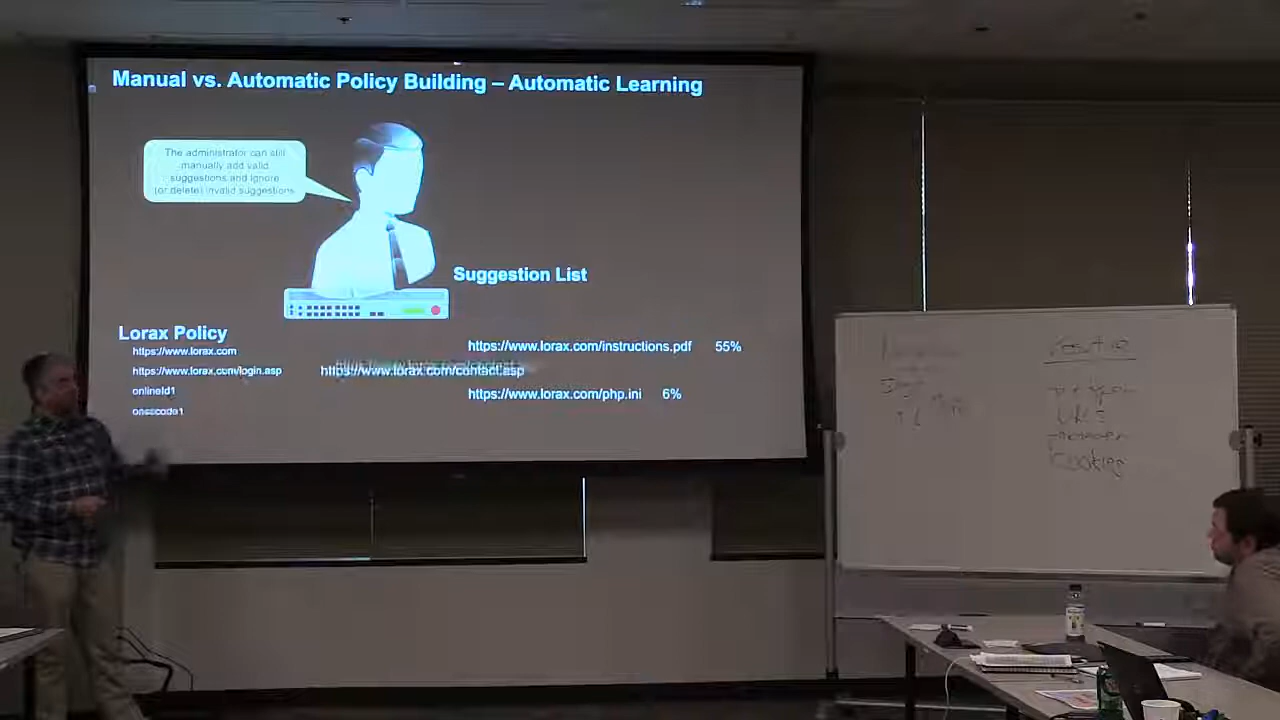 Manual vs. Automatic Policy Building – Automatic Learning
The administrator can still
manually add valid
suggestions and ignore
(or delete) invalid suggestions
Suggestion List
Lorax Policy
https://www.lorax.com
https://www.lorax.com/login.asp
onlineId1
https://www.lorax.com/contact.asp
https://www.lorax.com/instructions.pdf 55%
https://www.lorax.com/php.ini 6%
Cookies